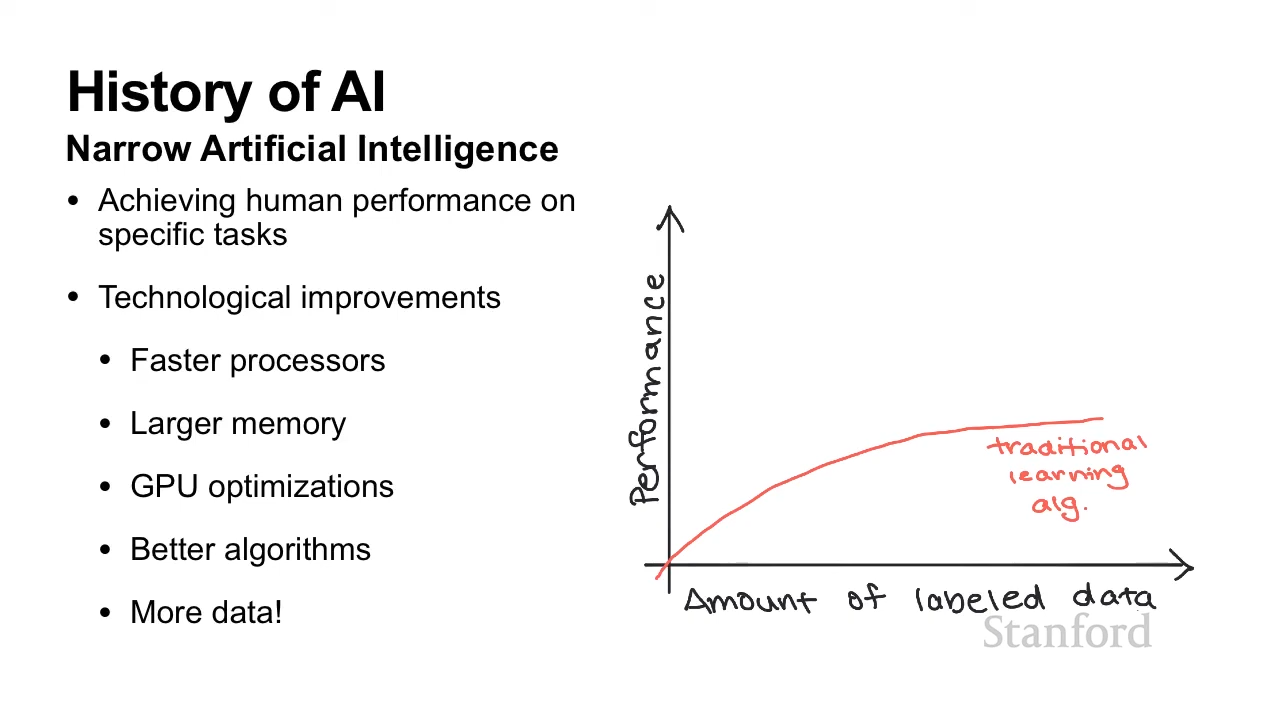 History of AI
Narrow Artificial Intelligence
• Achieving human performance on
specific tasks
• Technological improvements
• Faster processors
• Larger memory
• GPU optimizations
• Better algorithms
• More data!
Performance
traditional
learning
alg.
Amount of labeled data
Stanford